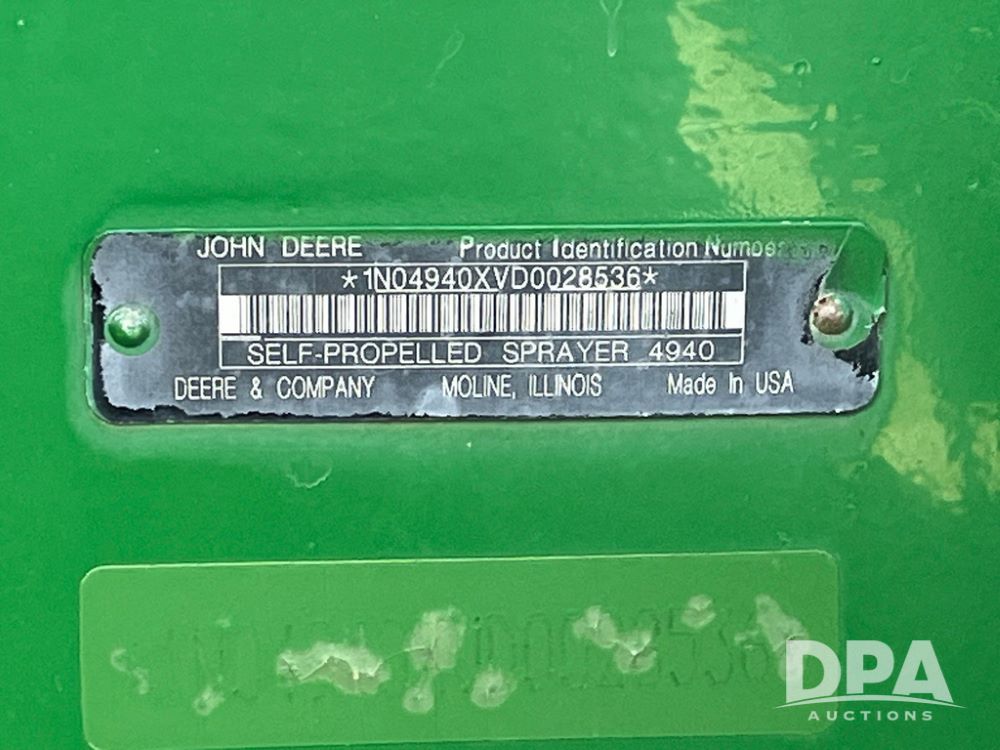 JOHN DEERE Product Identification Number
*1N04940XVD0028536*
SELF-PROPELLED SPRAYER 4940
DEERE & COMPANY MOLINE, ILLINOIS Made In USA
DPA
AUCTIONS